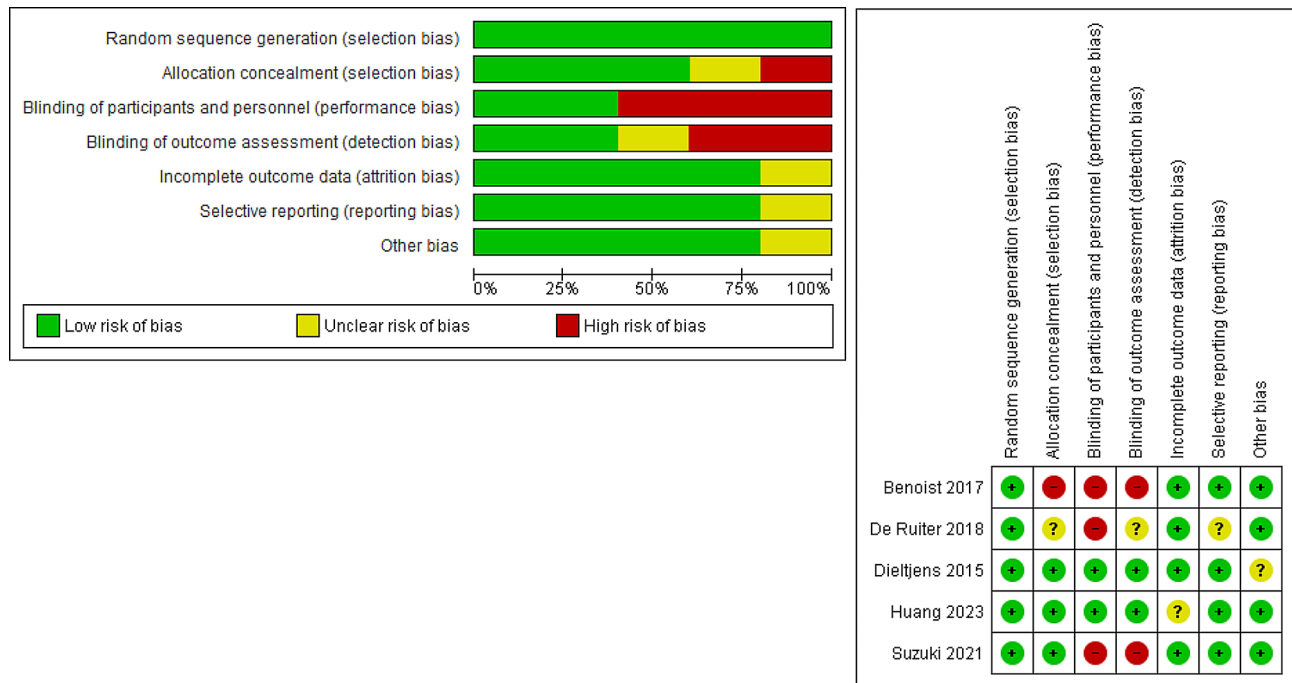 Random sequence generation (selection bias)
Allocation concealment (selection bias)
Blinding of participants and personnel (performance bias)
Blinding of outcome assessment (detection bias)
Incomplete outcome data (attrition bias)
Selective reporting (reporting bias)
Other bias
0% 25% 50% 75% 100%
Low risk of bias Unclear risk of bias High risk of bias
Random sequence generation (selection bias)
Allocation concealment (selection bias)
Blinding of participants and personnel (performance bias)
Blinding of outcome assessment (detection bias)
Incomplete outcome data (attrition bias)
Selective reporting (reporting bias)
Other bias
Benoist 2017 + - - - + + +
De Ruiter 2018 + ? - ? + ? +
Dieltjens 2015 + + + + + + ?
Huang 2023 + + + + ? + +
Suzuki 2021 + + - - + + +